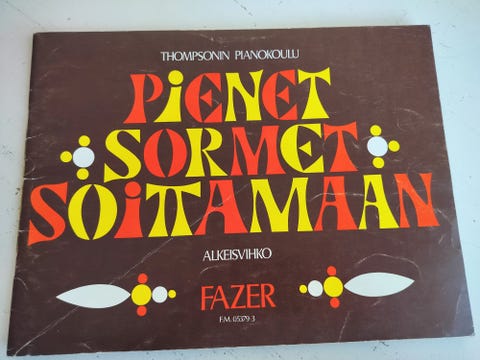 THOMPSONIN PIANOKOULU
PiENET
SORMET
SOiTTAMAAN
ALKEISVIHKO
FAZER
F.M. 05379-3